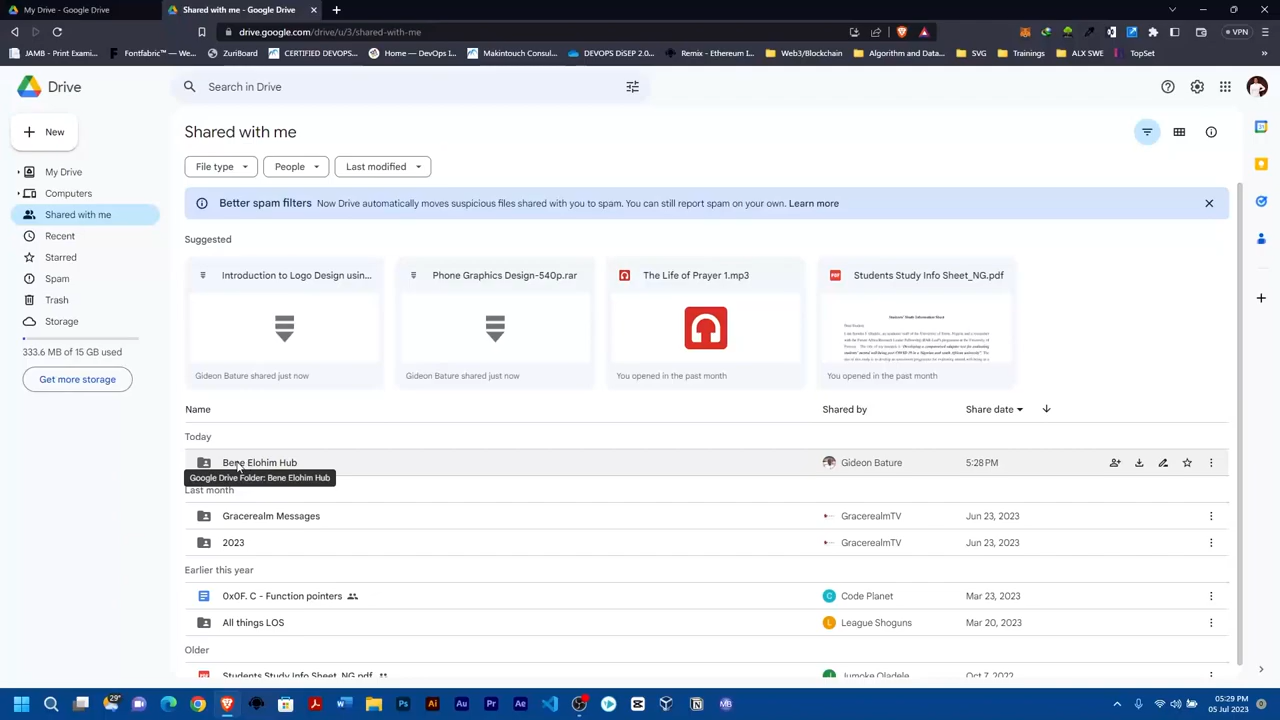 My Drive - Google Drive
Shared with me - Google Drive
drive.google.com/drive/u/3/shared-with-me
VPN
JAMB - Print Exami...
Fontfabric™ — We...
ZuriBoard
CERTIFIED DEVOPS...
Home — DevOps I...
Makintouch Consul...
DEVOPS DISER 2.0...
Remix - Ethereum I...
Web3/Blockchain
Algorithm and Data...
SVG
Trainings
ALX SWE
TopSet
Drive
Search in Drive
New
Shared with me
My Drive
Computers
Shared with me
Recent
Starred
Spam
Trash
Storage
333.6 MB of 15 GB used
Get more storage
File type
People
Last modified
Better spam filters Now Drive automatically moves suspicious files shared with you to spam. You can still report spam on your own. Learn more
Suggested
Introduction to Logo Design usin...
Phone Graphics Design-540p.rar
The Life of Prayer 1.mp3
Students Study Info Sheet_NG.pdf
Gideon Bature shared just now
Gideon Bature shared just now
You opened in the past month
You opened in the past month
Name Shared by Share date
Today
Bene Elohim Hub Gideon Bature 5:28 PM
Google Drive Folder: Bene Elohim Hub
Last month
Gracerealm Messages GracerealmTV Jun 23, 2023
2023 GracerealmTV Jun 23, 2023
Earlier this year
0x0F. C - Function pointers Code Planet Mar 23, 2023
All things LOS League Shoguns Mar 20, 2023
Older
Students Study Info Sheet_NG.pdf Jumoke Oladele Oct 7, 2022
29°
05:29 PM
05 Jul 2023